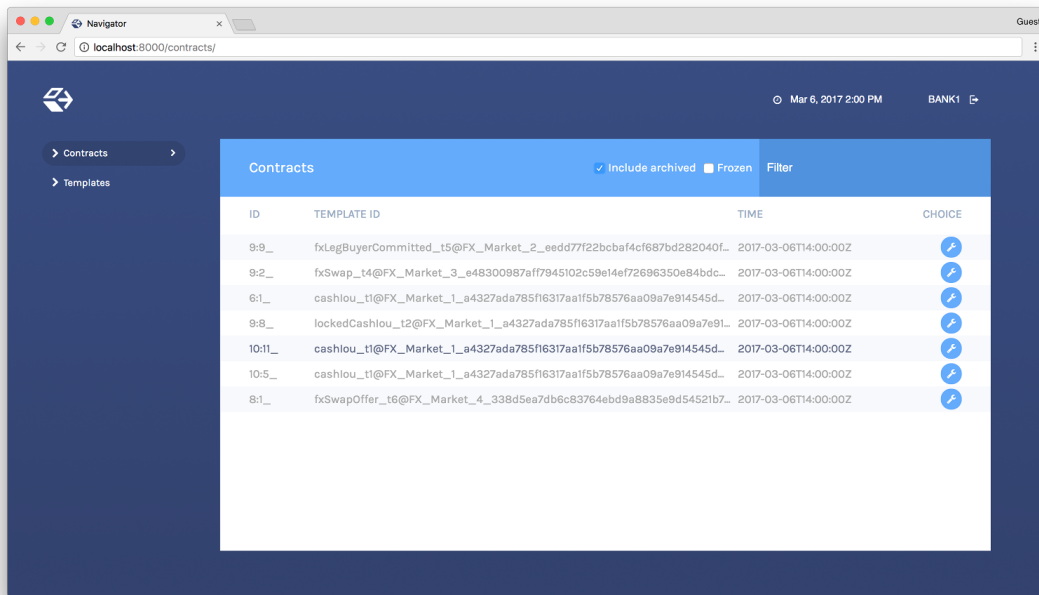 Navigator
Guest
localhost:8000/contracts/
Mar 6, 2017 2:00 PM
BANK1
Contracts
Templates
Contracts
Include archived
Frozen
Filter
ID TEMPLATE ID TIME CHOICE
9:9_ fxLegBuyerCommitted_t5@FX_Market_2_eedd77f22bcbaf4cf687bd282040f... 2017-03-06T14:00:00Z
9:2_ fxSwap_t4@FX_Market_3_e48300987aff7945102c59e14ef72696350e84bdc... 2017-03-06T14:00:00Z
6:1_ cashIou_t1@FX_Market_1_a4327ada785f16317aa1f5b78576aa09a7e914545d... 2017-03-06T14:00:00Z
9:8_ lockedCashIou_t2@FX_Market_1_a4327ada785f16317aa1f5b78576aa09a7e91... 2017-03-06T14:00:00Z
10:11_ cashIou_t1@FX_Market_1_a4327ada785f16317aa1f5b78576aa09a7e914545d... 2017-03-06T14:00:00Z
10:5_ cashIou_t1@FX_Market_1_a4327ada785f16317aa1f5b78576aa09a7e914545d... 2017-03-06T14:00:00Z
8:1_ fxSwapOffer_t6@FX_Market_4_338d5ea7db6c83764ebd9a8835e9d54521b7... 2017-03-06T14:00:00Z